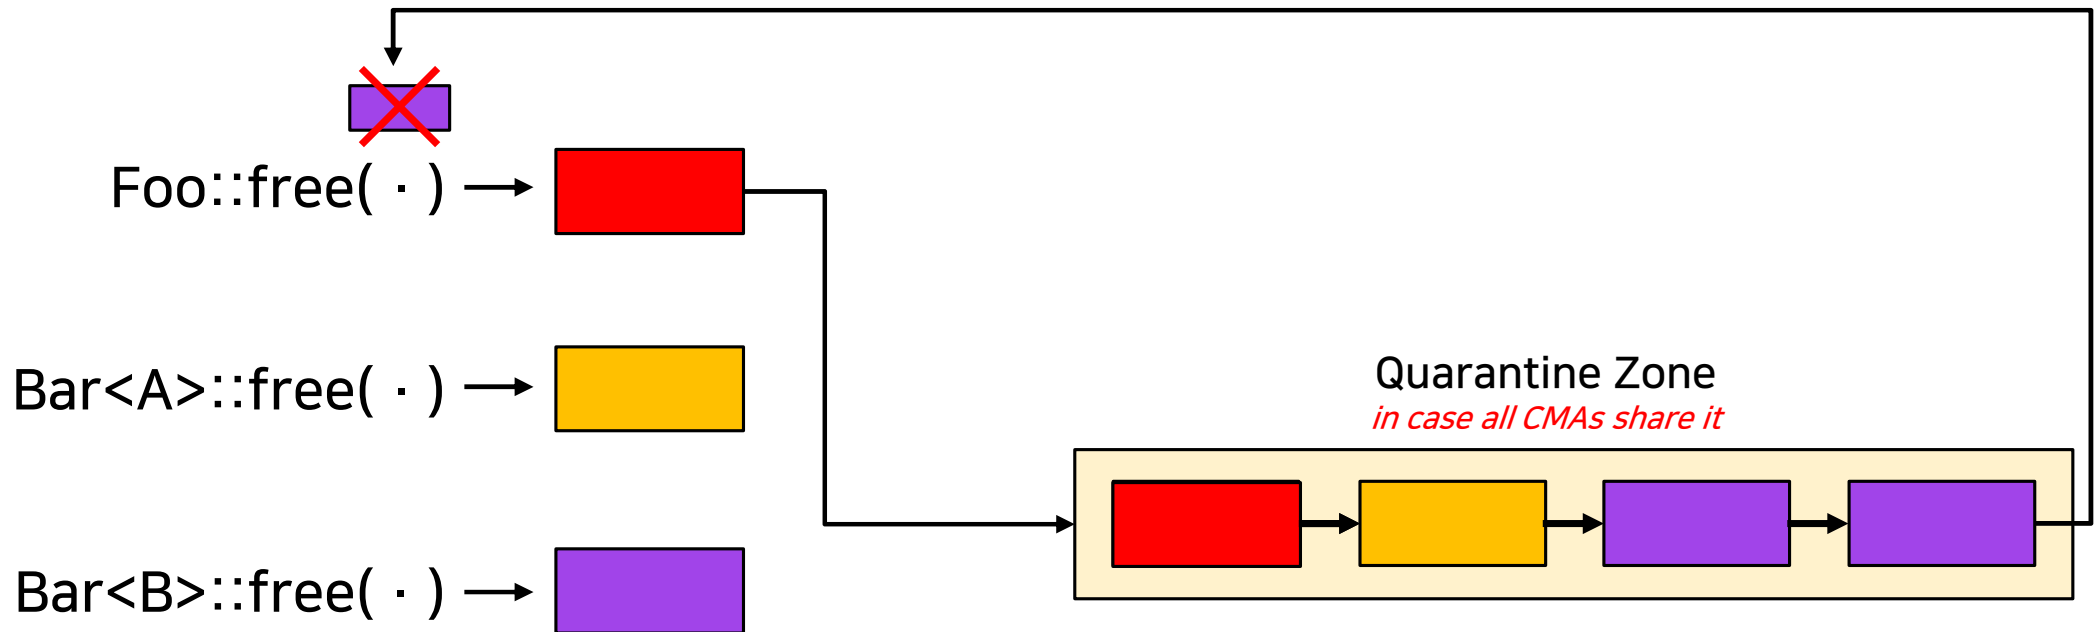 Foo::free( · )
Bar<A>::free( · )
Quarantine Zone
in case all CMAs share it
Bar<B>::free( · )